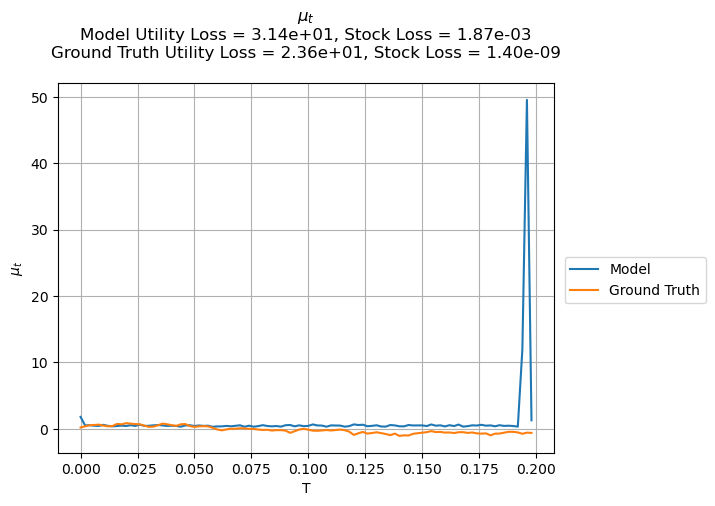 μt
Model Utility Loss = 3.14e+01, Stock Loss = 1.87e-03
Ground Truth Utility Loss = 2.36e+01, Stock Loss = 1.40e-09
50
40
30
20
10
0
μt
0.000 0.025 0.050 0.075 0.100 0.125 0.150 0.175 0.200
T
Model
Ground Truth